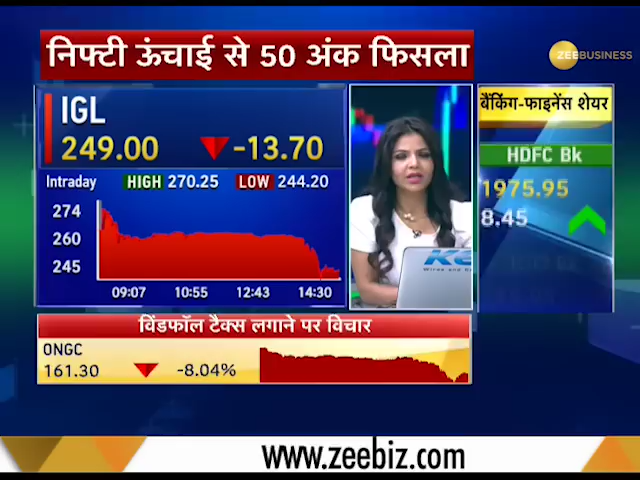 निफ्टी ऊंचाई से 50 अंक फिसला
ZEE BUSINESS
IGL
249.00 -13.70
Intraday HIGH 270.25 LOW 244.20
274
260
245
09:07 10:55 12:43 14:30
बैंकिंग-फाइनेंस शेयर
HDFC Bk
1975.95
8.45
विंडफॉल टैक्स लगाने पर विचार
ONGC
161.30 -8.04%
www.zeebiz.com